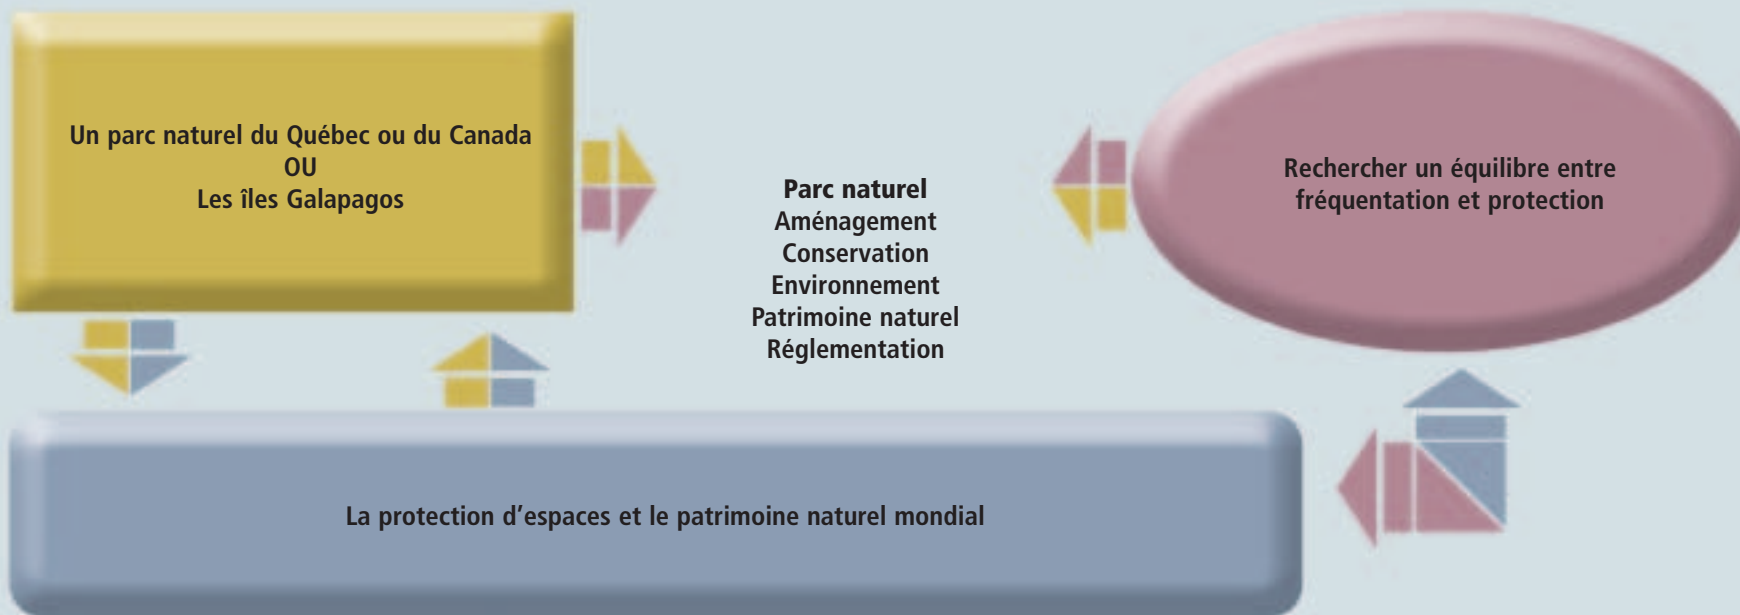 Un parc naturel du Québec ou du Canada
OU
Les îles Galapagos
Parc naturel
Aménagement
Conservation
Environnement
Patrimoine naturel
Réglementation
Rechercher un équilibre entre
fréquentation et protection
La protection d’espaces et le patrimoine naturel mondial